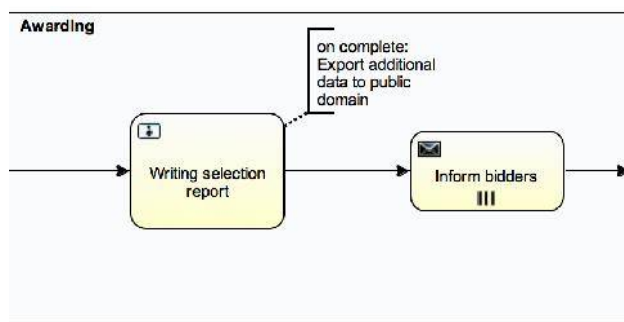 Awarding
on complete:
Export additional
data to public
domain
Writing selection
report
Inform bidders